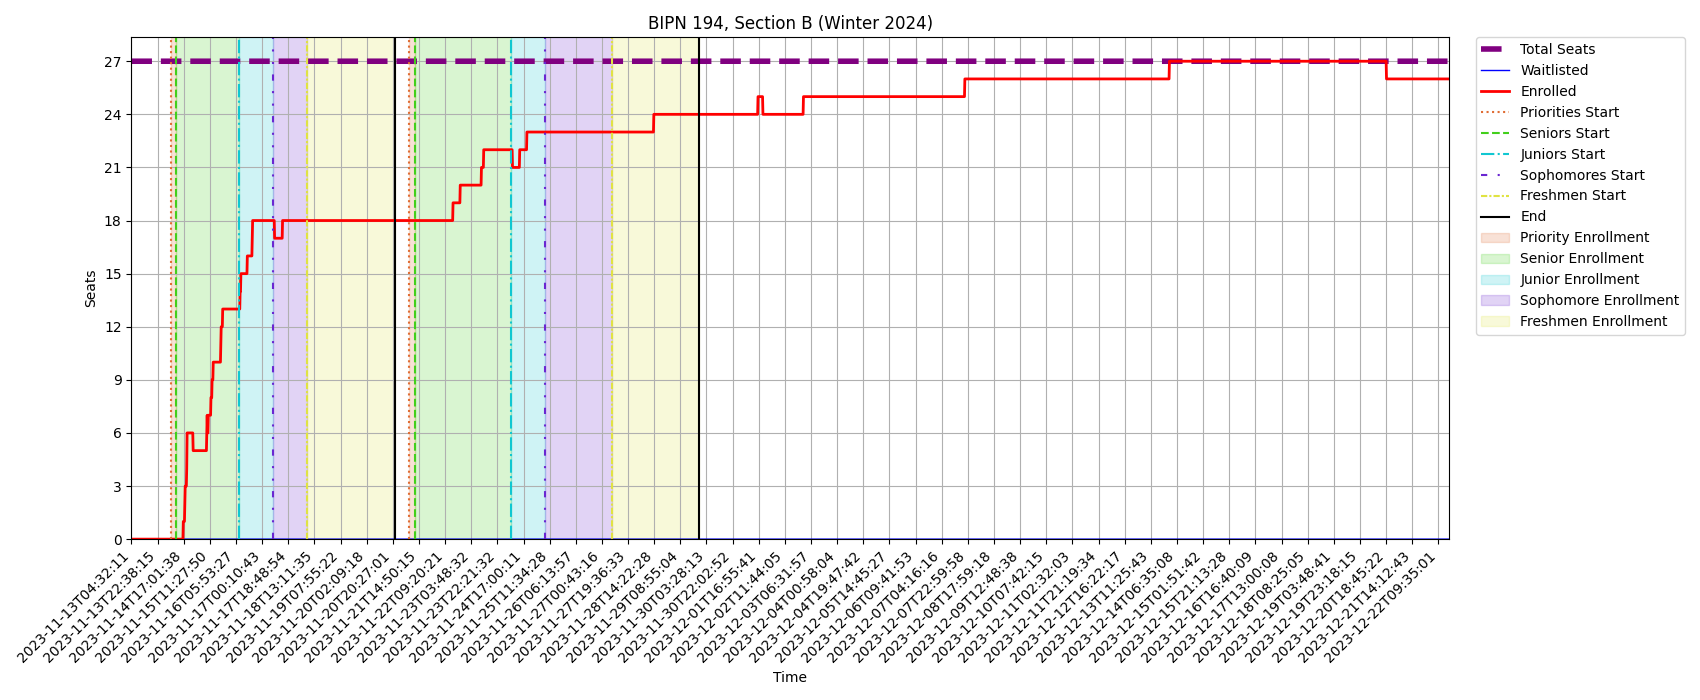 BIPN 194, Section B (Winter 2024)
Seats
27
24
21
18
15
12
9
6
3
0
2023-11-13T04:32:11
2023-11-13T22:38:15
2023-11-14T17:01:38
2023-11-15T11:27:50
2023-11-16T05:53:27
2023-11-17T00:10:43
2023-11-17T18:48:54
2023-11-18T13:11:35
2023-11-19T07:55:22
2023-11-20T02:09:18
2023-11-20T20:27:01
2023-11-21T14:50:15
2023-11-22T09:20:21
2023-11-23T03:48:32
2023-11-23T22:21:32
2023-11-24T17:00:11
2023-11-25T11:34:28
2023-11-26T06:13:57
2023-11-27T00:43:16
2023-11-27T19:36:33
2023-11-28T14:22:28
2023-11-29T08:55:04
2023-11-30T03:28:13
2023-11-30T22:02:52
2023-12-01T16:55:41
2023-12-02T11:44:05
2023-12-03T06:31:57
2023-12-04T00:58:04
2023-12-04T19:47:42
2023-12-05T14:45:27
2023-12-06T09:41:53
2023-12-07T04:16:16
2023-12-07T22:59:58
2023-12-08T17:59:18
2023-12-09T12:48:38
2023-12-10T07:42:15
2023-12-11T02:32:03
2023-12-11T21:19:34
2023-12-12T16:22:17
2023-12-13T11:25:43
2023-12-14T06:35:08
2023-12-15T01:51:42
2023-12-15T21:13:28
2023-12-16T16:40:09
2023-12-17T13:00:08
2023-12-18T08:25:05
2023-12-19T03:48:41
2023-12-19T23:18:15
2023-12-20T18:45:22
2023-12-21T14:12:43
2023-12-22T09:35:01
Time
Total Seats
Waitlisted
Enrolled
Priorities Start
Seniors Start
Juniors Start
Sophomores Start
Freshmen Start
End
Priority Enrollment
Senior Enrollment
Junior Enrollment
Sophomore Enrollment
Freshmen Enrollment